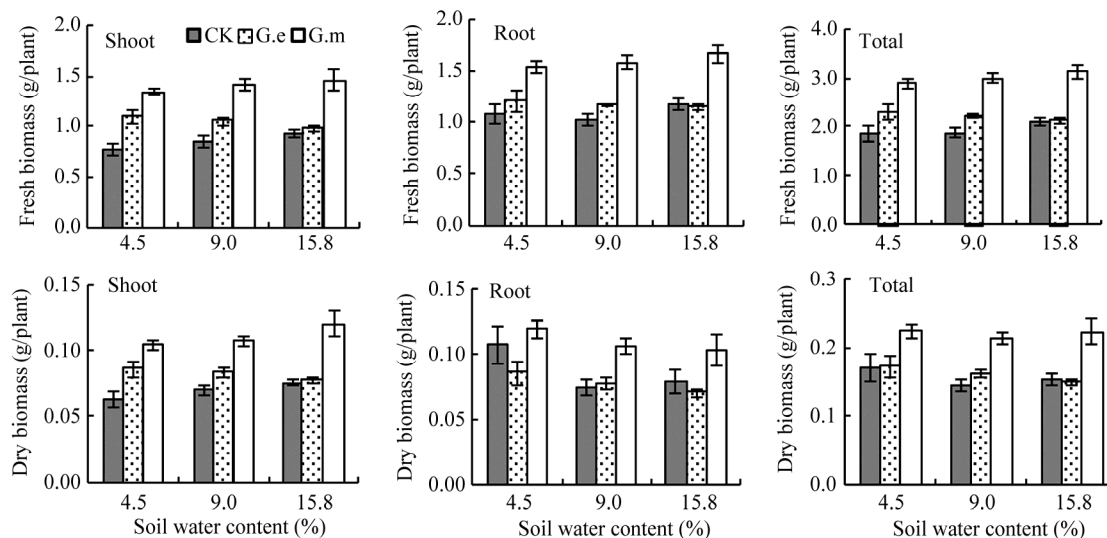 Fresh biomass (g/plant)
2.0
1.5
1.0
0.5
0.0
Shoot
CK G.e G.m
4.5 9.0 15.8
Fresh biomass (g/plant)
2.0
1.5
1.0
0.5
0.0
Root
4.5 9.0 15.8
Fresh biomass (g/plant)
4.0
3.0
2.0
1.0
0.0
Total
4.5 9.0 15.8
Dry biomass (g/plant)
0.15
0.10
0.05
0.00
Shoot
4.5 9.0 15.8
Soil water content (%)
Dry biomass (g/plant)
0.15
0.10
0.05
0.00
Root
4.5 9.0 15.8
Soil water content (%)
Dry biomass (g/plant)
0.3
0.2
0.1
0.0
Total
4.5 9.0 15.8
Soil water content (%)